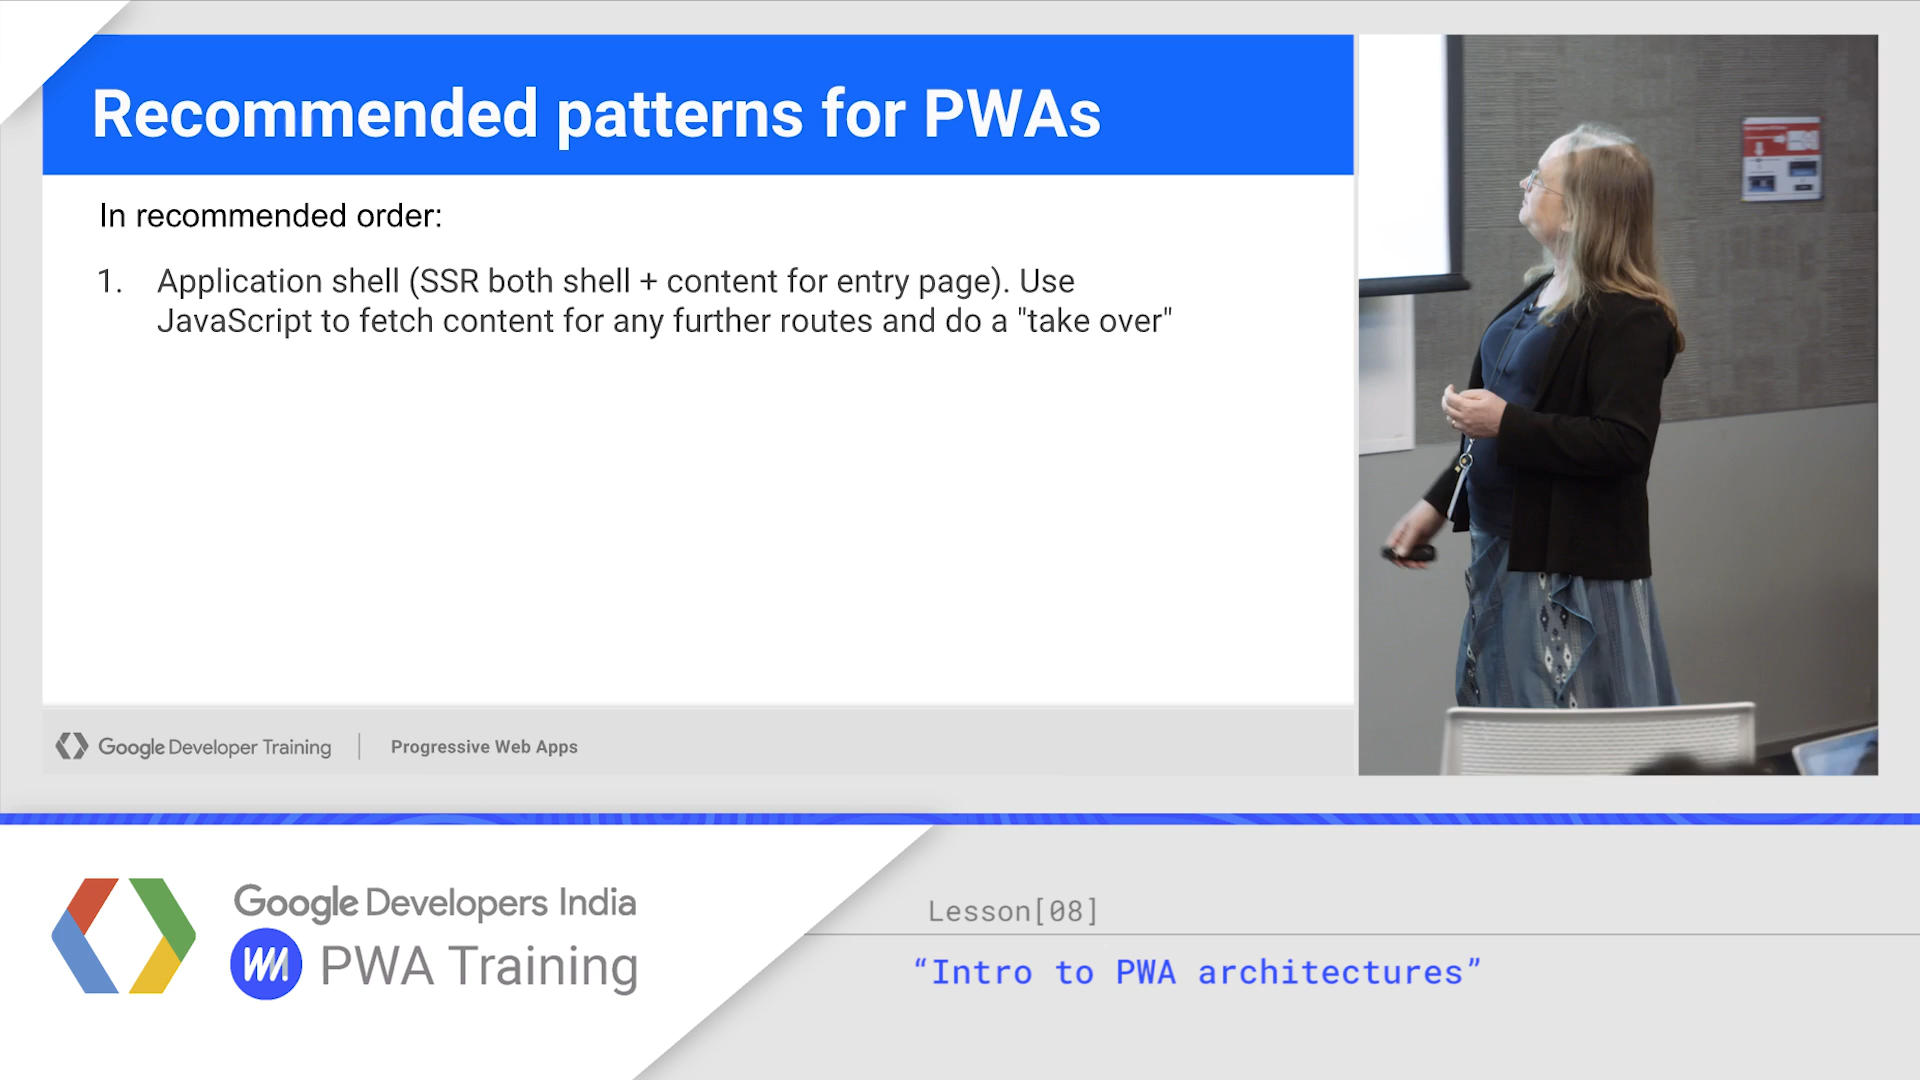 Recommended patterns for PWAs
In recommended order:
1. Application shell (SSR both shell + content for entry page). Use
JavaScript to fetch content for any further routes and do a "take over"
Google Developer Training
Progressive Web Apps
Google Developers India
PWA Training
Lesson[08]
“Intro to PWA architectures”